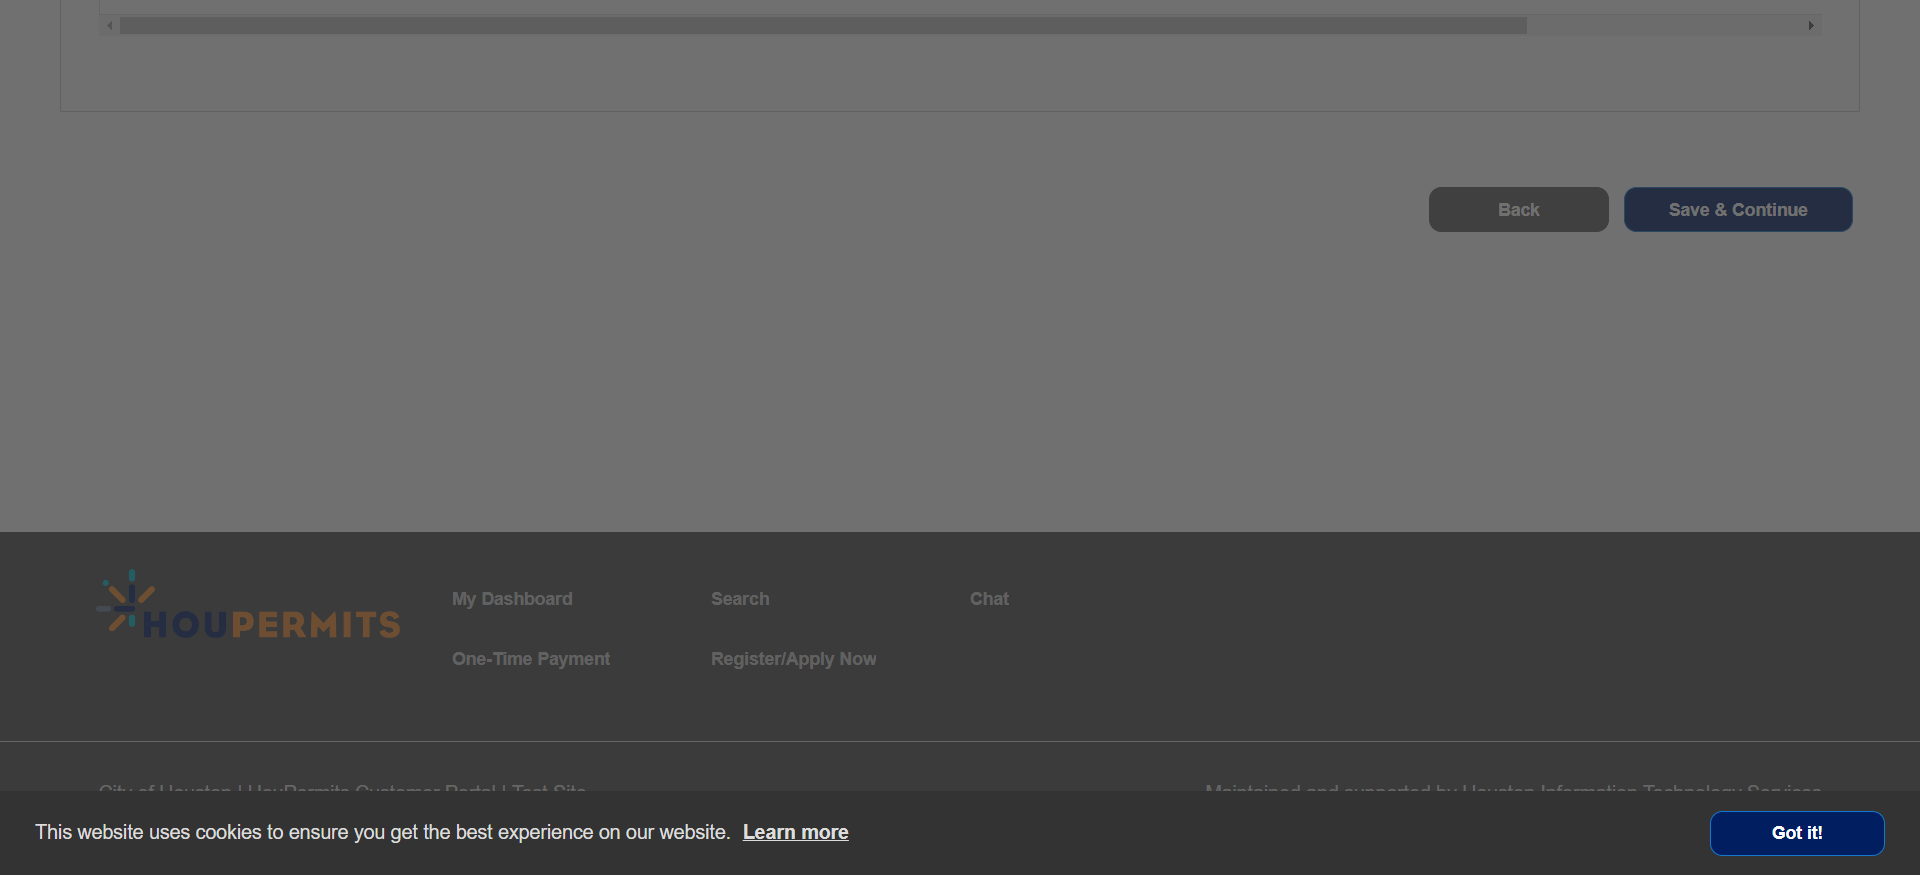 Back
Save & Continue
HOUPERMITS
My Dashboard
Search
Chat
One-Time Payment
Register/Apply Now
City of Houston | HouPermits Customer Portal | Test Site
Maintained and supported by Houston Information Technology Services
This website uses cookies to ensure you get the best experience on our website. Learn more
Got it!